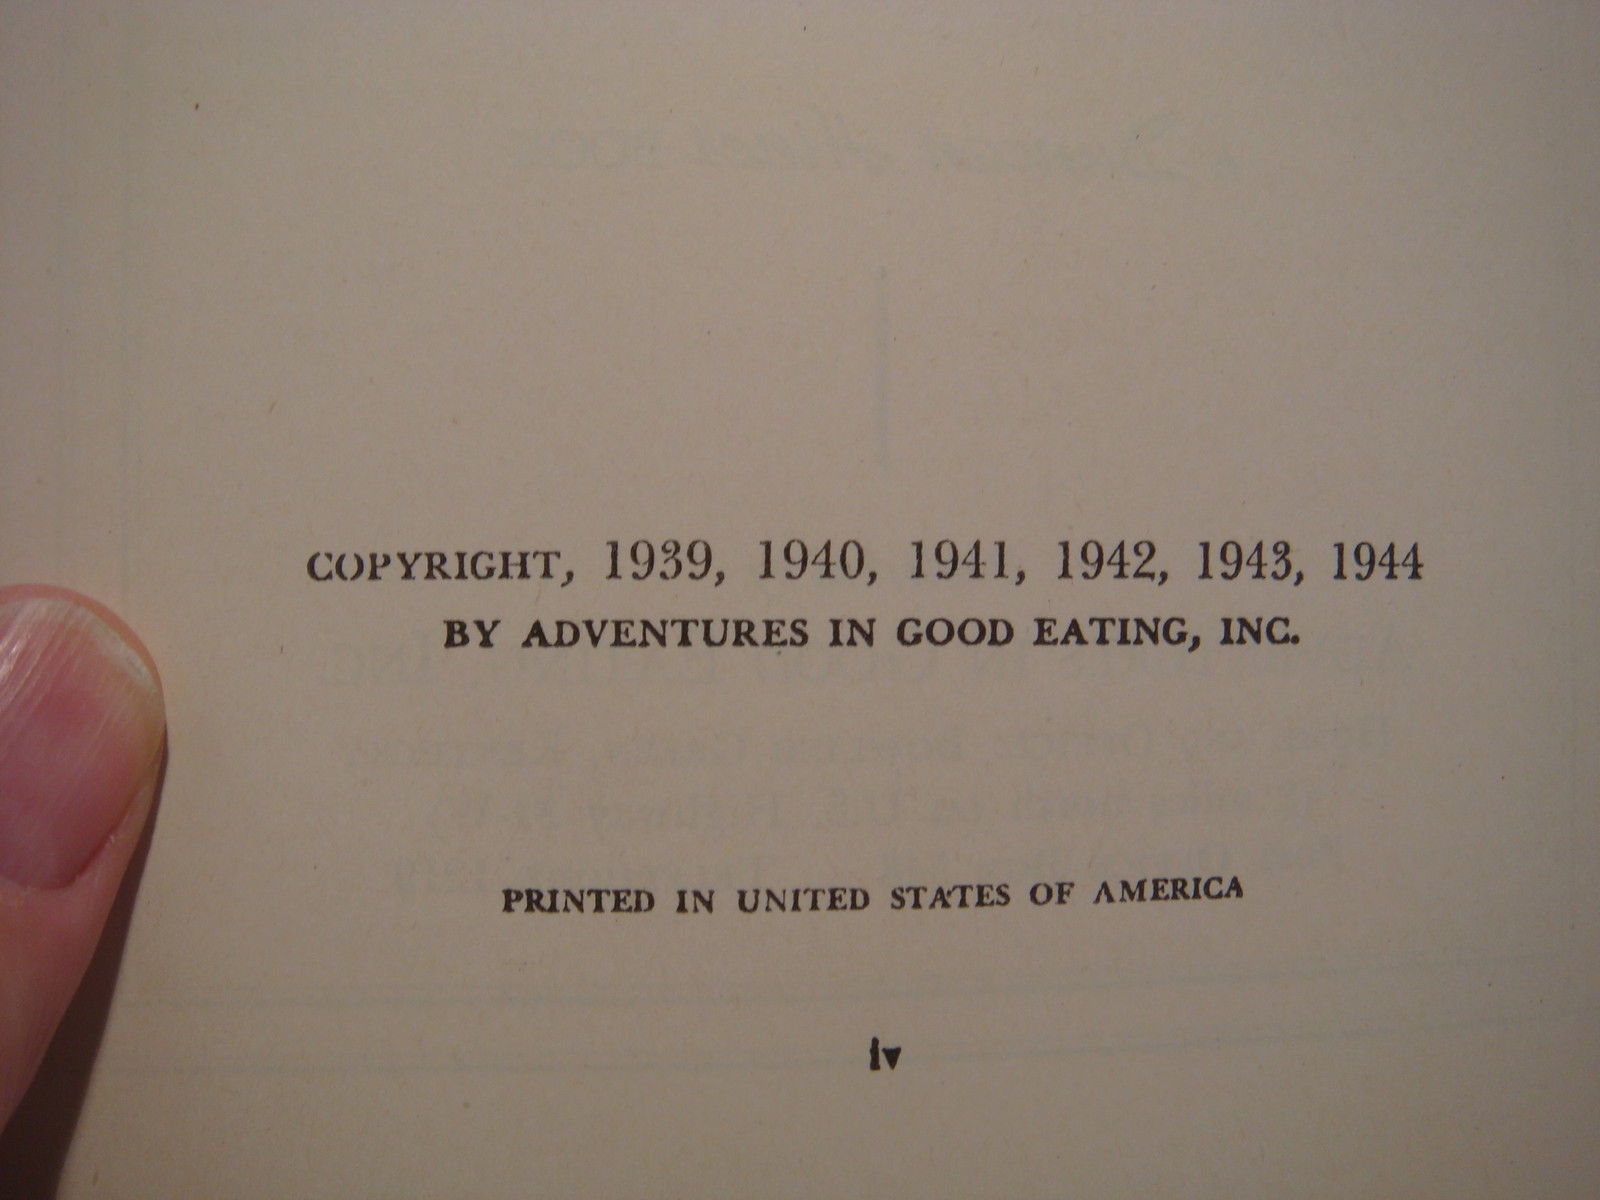 COPYRIGHT, 1939, 1940, 1941, 1942, 1943, 1944
BY ADVENTURES IN GOOD EATING, INC.
PRINTED IN UNITED STATES OF AMERICA
iv